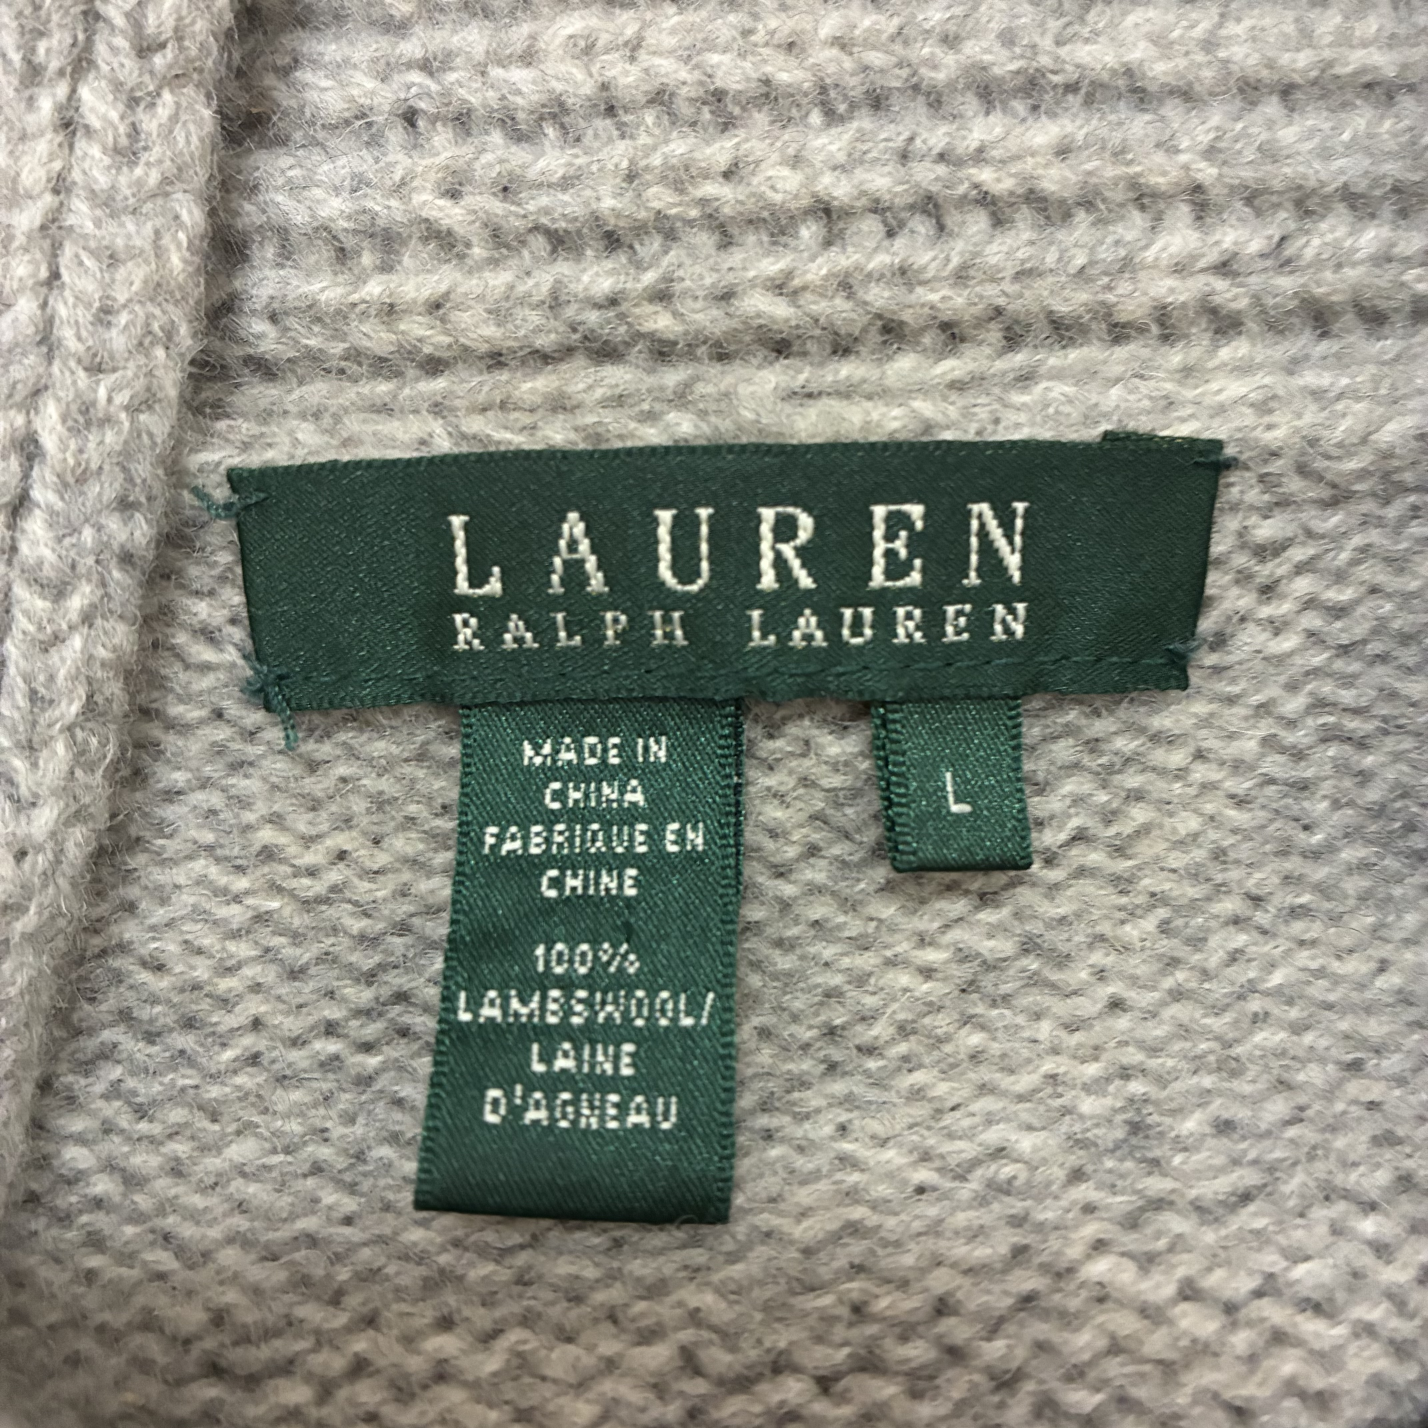 LAUREN
RALPH LAUREN
MADE IN
CHINA
FABRIQUE EN
CHINE
100%
LAMBSWOOL/
LAINE
D'AGNEAU
L